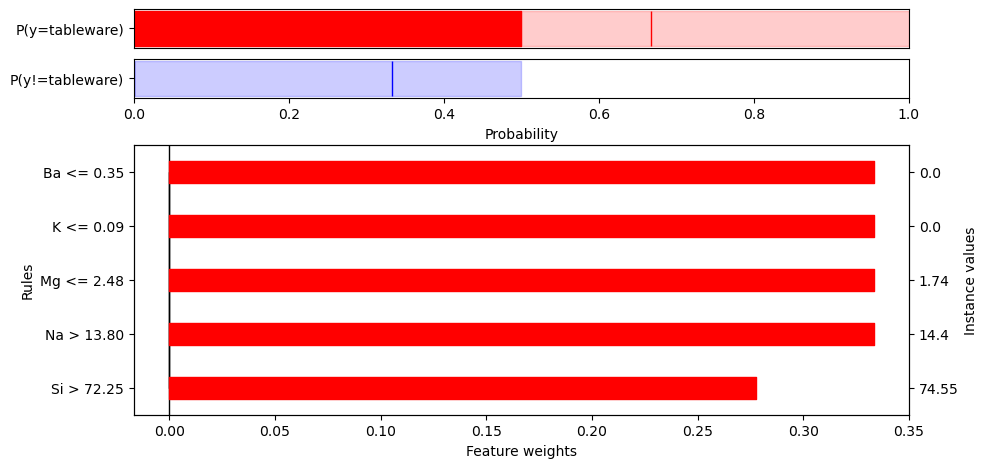 P(y=tableware)
P(y!=tableware)
0.0 0.2 0.4 0.6 0.8 1.0
Probability
Ba <= 0.35 0.0
K <= 0.09 0.0
Mg <= 2.48 1.74
Na > 13.80 14.4
Si > 72.25 74.55
Rules
Instance values
0.00 0.05 0.10 0.15 0.20 0.25 0.30 0.35
Feature weights